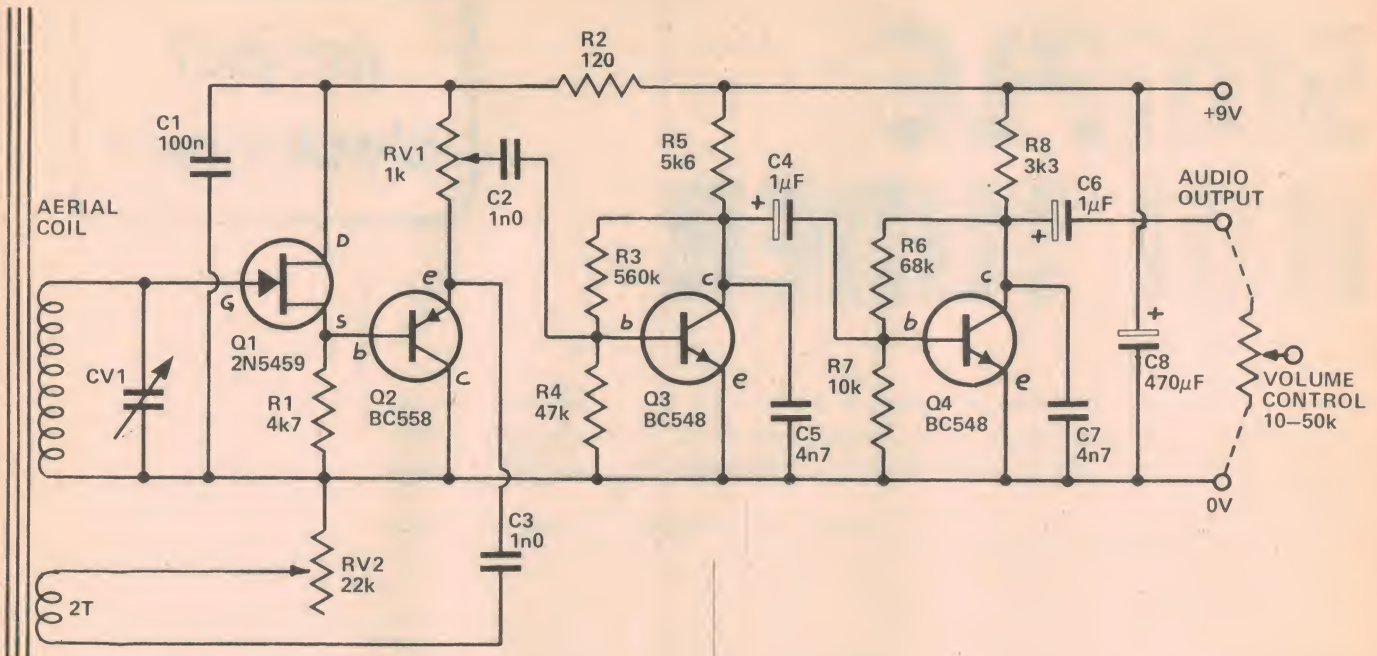 R2
120
+9V
C1
100n
RV1
1k
C2
1n0
R5
5k6
C4
1µF
+
R8
3k3
C6
1µF
+
AUDIO
OUTPUT
AERIAL
COIL
D
G
S
Q1
2N5459
e
b
c
Q2
BC558
R3
560k
c
b
e
Q3
BC548
R6
68k
c
b
e
Q4
BC548
+
C8
470µF
CV1
R1
4k7
R4
47k
C5
4n7
R7
10k
C7
4n7
VOLUME
CONTROL
10–50k
0V
C3
1n0
RV2
22k
2T